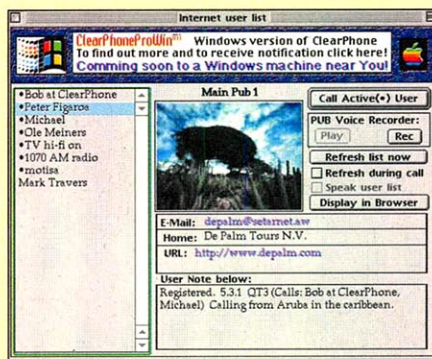 Internet user list
ClearPhoneProWin™ Windows version of ClearPhone
To find out more and to receive notification click here!
Comming soon to a Windows machine near You!
•Bob at ClearPhone
•Peter Figaroa
•Michael
•Ole Meiners
•TV hi-fi on
•1070 AM radio
•motisa
Mark Travers
Main Pub 1
Call Active(•) User
PUB Voice Recorder:
Play Rec
Refresh list now
Refresh during call
Speak user list
Display in Browser
E-Mail: depalm@setarnet.aw
Home: De Palm Tours N.V.
URL: http://www.depalm.com
User Note below:
Registered. 5.3.1 QT3 (Calls: Bob at ClearPhone,
Michael) Calling from Aruba in the caribbean.